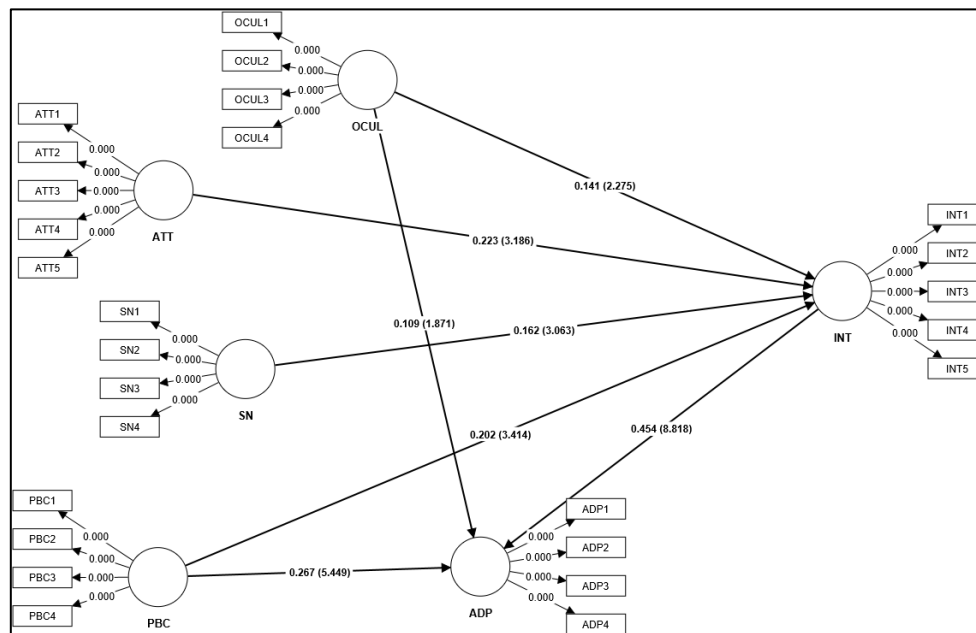 OCUL1
0.000
OCUL2
0.000
OCUL3
0.000
OCUL4
0.000
OCUL
ATT1
0.000
ATT2
0.000
ATT3
0.000
ATT4
0.000
ATT5
0.000
ATT
SN1
0.000
SN2
0.000
SN3
0.000
SN4
0.000
SN
PBC1
0.000
PBC2
0.000
PBC3
0.000
PBC4
0.000
PBC
0.141 (2.275)
0.223 (3.186)
0.109 (1.871)
0.162 (3.063)
0.202 (3.414)
0.454 (8.818)
0.267 (5.449)
INT1
0.000
INT2
0.000
INT3
0.000
INT4
0.000
INT5
0.000
INT
ADP1
0.000
ADP2
0.000
ADP3
0.000
ADP4
0.000
ADP